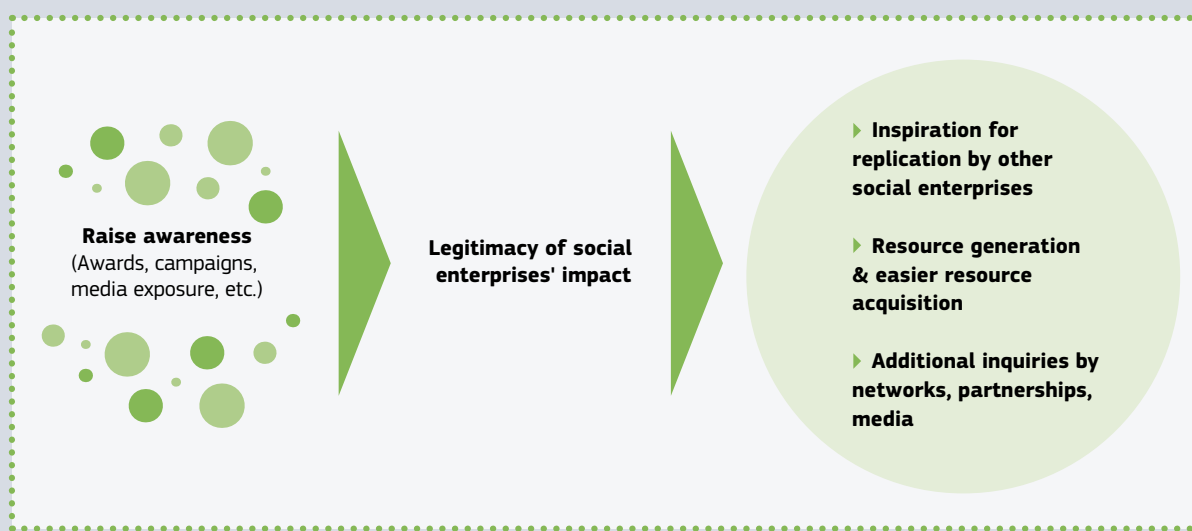 Raise awareness
(Awards, campaigns,
media exposure, etc.)
Legitimacy of social
enterprises' impact
Inspiration for
replication by other
social enterprises
Resource generation
& easier resource
acquisition
Additional inquiries by
networks, partnerships,
media